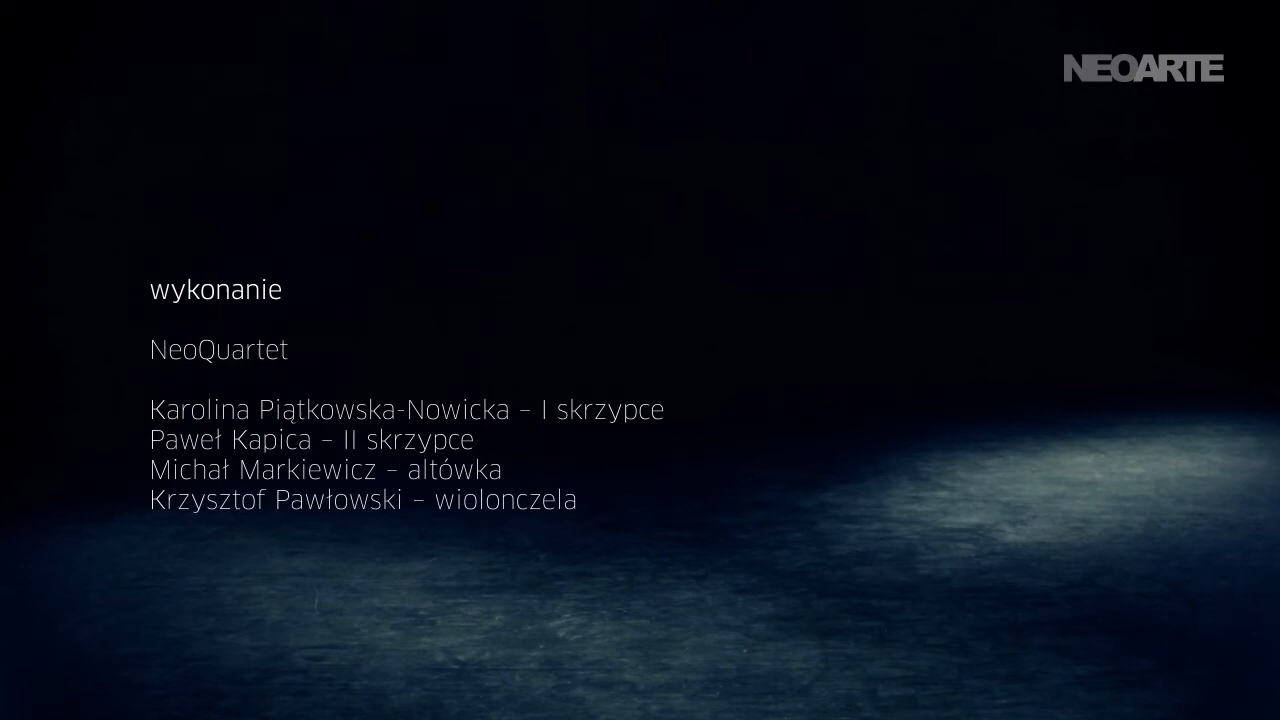 NEOARTE
wykonanie
NeoQuartet
Karolina Piątkowska-Nowicka – I skrzypce
Paweł Kapica – II skrzypce
Michał Markiewicz – altówka
Krzysztof Pawłowski – wiolonczela